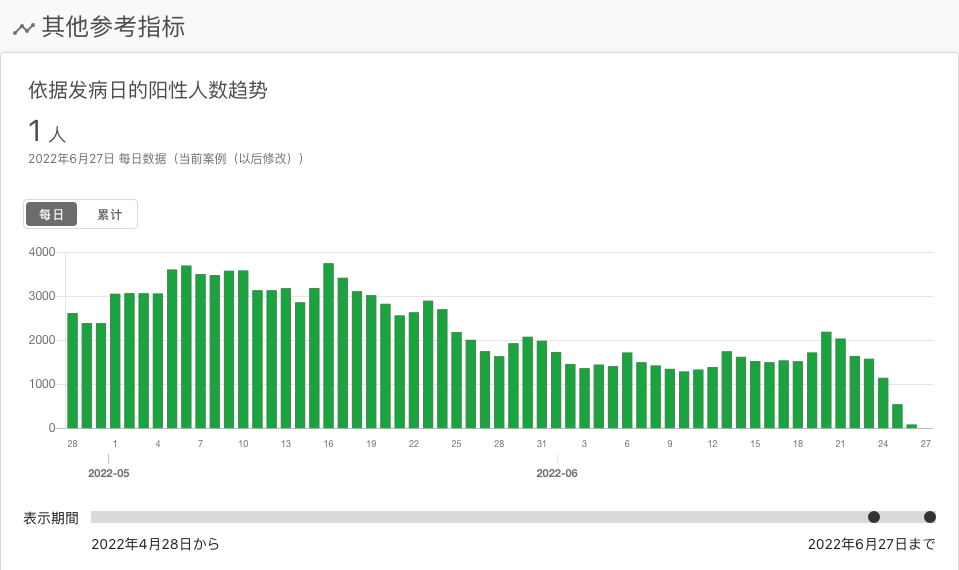 其他参考指标
依据发病日的阳性人数趋势
1 人
2022年6月27日 每日数据（当前案例（以后修改））
每日 累计
4000
3000
2000
1000
0
28 1 4 7 10 13 16 19 22 25 28 31 3 6 9 12 15 18 21 24 27
2022-05 2022-06
表示期間
2022年4月28日から 2022年6月27日まで